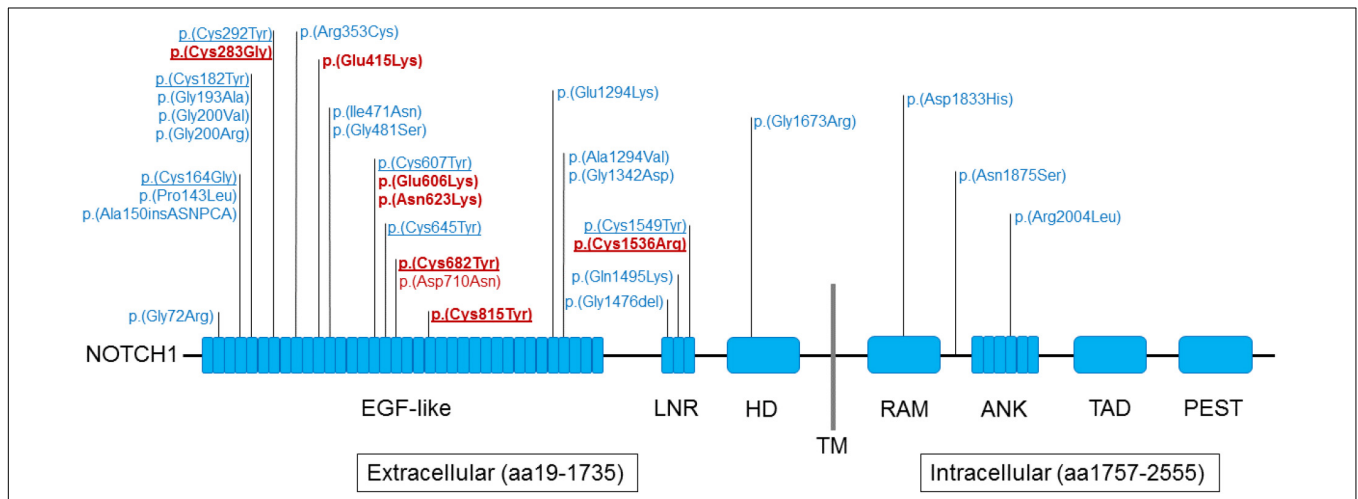 p.(Cys292Tyr)
p.(Cys283Gly)
p.(Cys182Tyr)
p.(Gly193Ala)
p.(Gly200Val)
p.(Gly200Arg)
p.(Cys164Gly)
p.(Pro143Leu)
p.(Ala150insASNPCA)
p.(Gly72Arg)
p.(Arg353Cys)
p.(Glu415Lys)
p.(Ile471Asn)
p.(Gly481Ser)
p.(Cys607Tyr)
p.(Glu606Lys)
p.(Asn623Lys)
p.(Cys645Tyr)
p.(Cys682Tyr)
p.(Asp710Asn)
p.(Cys815Tyr)
p.(Glu1294Lys)
p.(Ala1294Val)
p.(Gly1342Asp)
p.(Cys1549Tyr)
p.(Cys1536Arg)
p.(Gln1495Lys)
p.(Gly1476del)
p.(Gly1673Arg)
p.(Asp1833His)
p.(Asn1875Ser)
p.(Arg2004Leu)
NOTCH1
EGF-like
LNR
HD
TM
RAM
ANK
TAD
PEST
Extracellular (aa19-1735)
Intracellular (aa1757-2555)